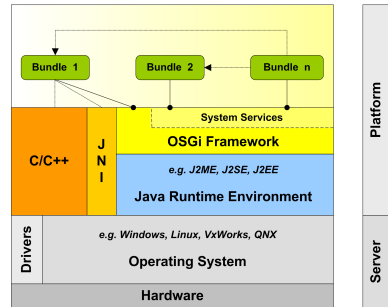 Bundle 1
Bundle 2
Bundle n
System Services
OSGi Framework
C/C++
J
N
I
e.g. J2ME, J2SE, J2EE
Java Runtime Environment
Drivers
e.g. Windows, Linux, VxWorks, QNX
Operating System
Hardware
Platform
Server